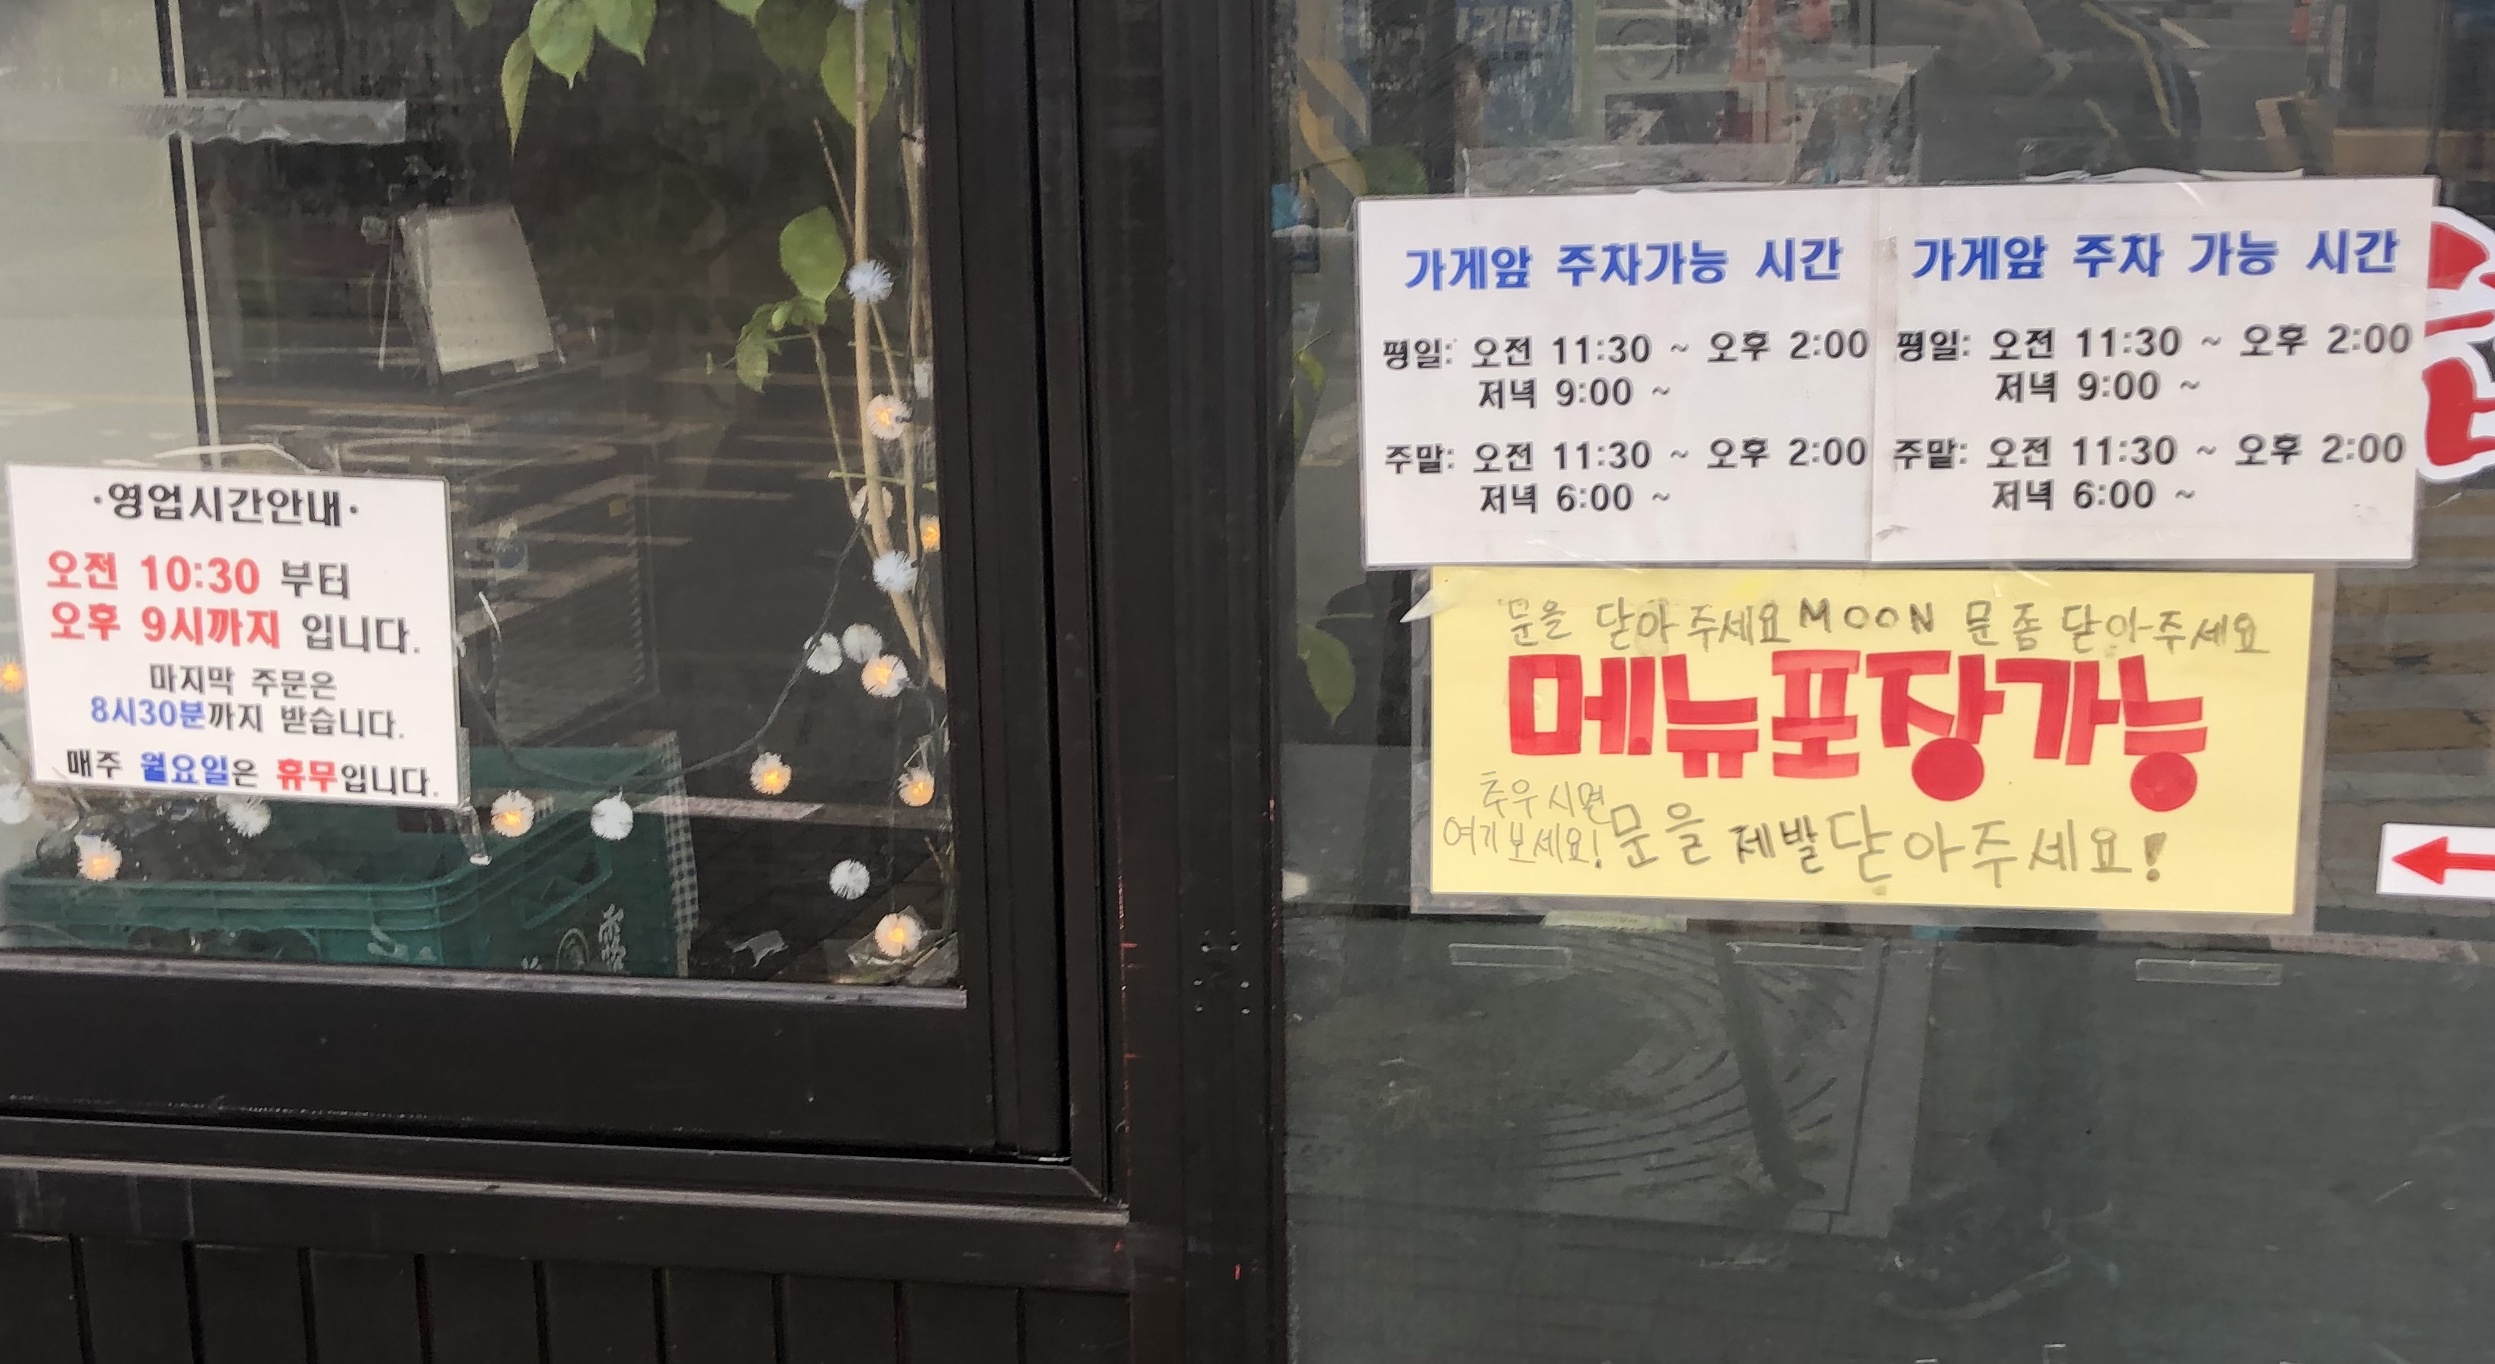 ·영업시간안내·
오전 10:30 부터
오후 9시까지 입니다.
마지막 주문은
8시30분까지 받습니다.
매주 월요일은 휴무입니다.
가게앞 주차가능 시간
평일: 오전 11:30 ~ 오후 2:00
저녁 9:00 ~
주말: 오전 11:30 ~ 오후 2:00
저녁 6:00 ~
가게앞 주차 가능 시간
평일: 오전 11:30 ~ 오후 2:00
저녁 9:00 ~
주말: 오전 11:30 ~ 오후 2:00
저녁 6:00 ~
문을 닫아 주세요 MOON 문 좀 닫아주세요
메뉴포장가능
추우시면
여기 보세요!
문을 제발 닫아주세요!